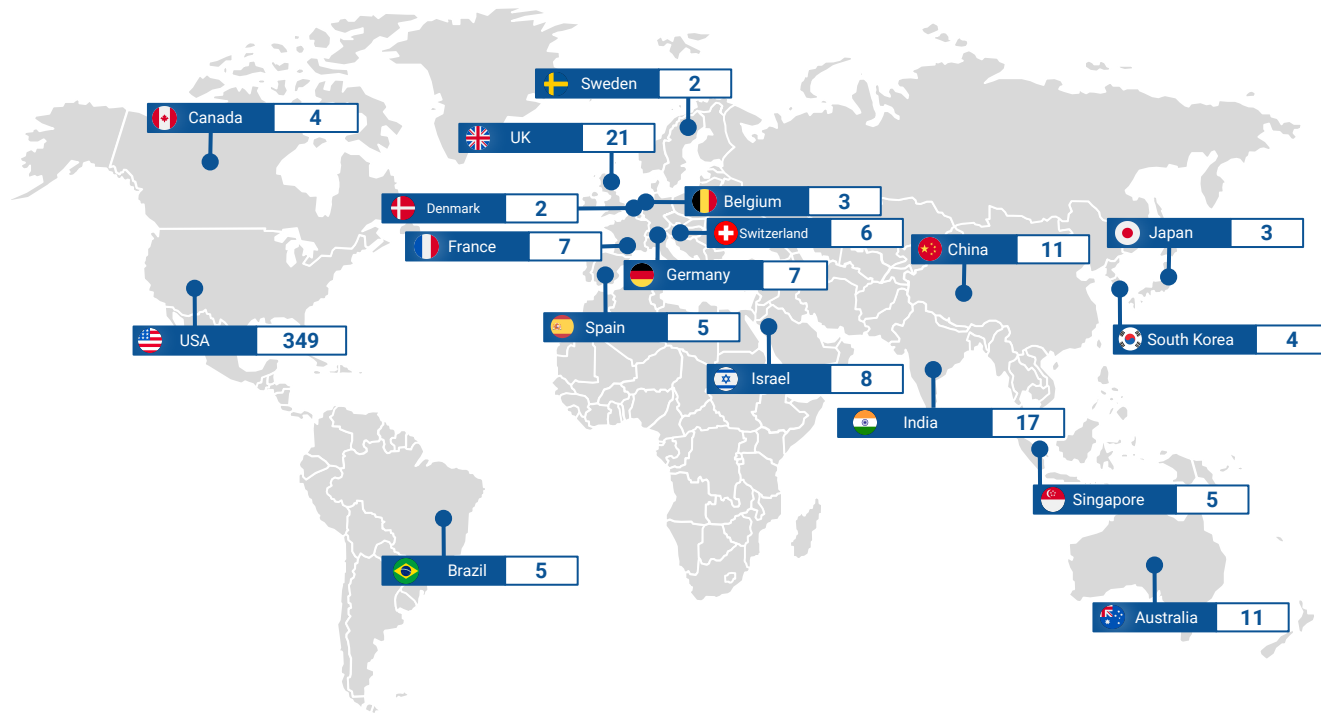 Sweden 2
Canada 4
UK 21
Belgium 3
Denmark 2
Switzerland 6
Japan 3
France 7
China 11
Germany 7
Spain 5
USA 349
South Korea 4
Israel 8
India 17
Singapore 5
Brazil 5
Australia 11